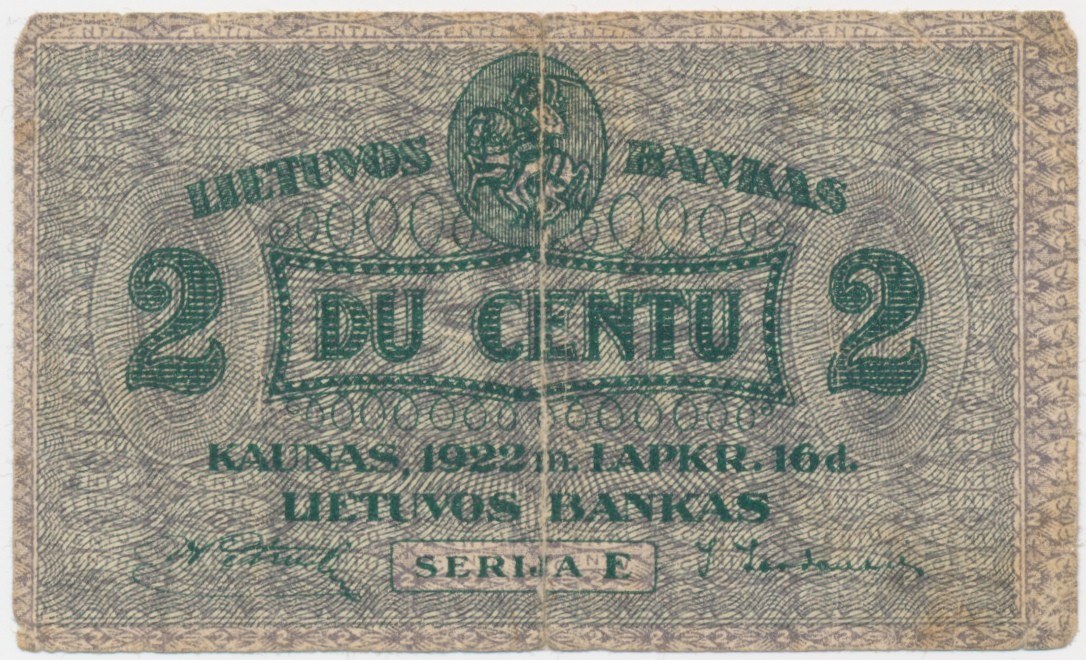 LIETUVOS BANKAS
2 DU CENTU 2
KAUNAS, 1922 m. LAPKR. 16 d.
LIETUVOS BANKAS
SERIJA E